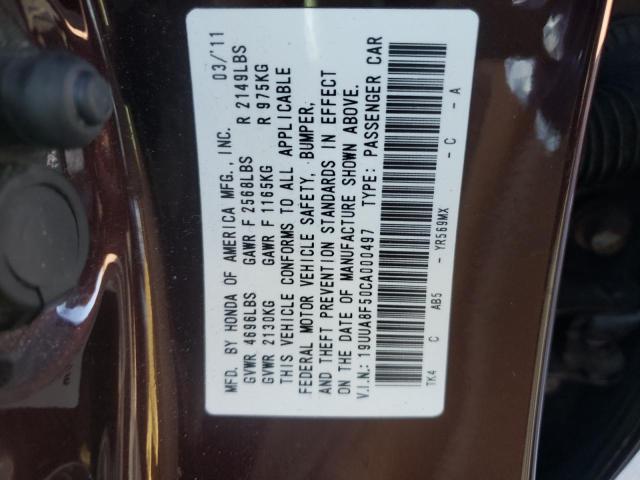 MFD. BY HONDA OF AMERICA MFG., INC. 03/'11
GVWR 4698LBS GAWR F 2568LBS R 2149LBS
GVWR 2130KG GAWR F 1165KG R 975KG
THIS VEHICLE CONFORMS TO ALL APPLICABLE
FEDERAL MOTOR VEHICLE SAFETY, BUMPER,
AND THEFT PREVENTION STANDARDS IN EFFECT
ON THE DATE OF MANUFACTURE SHOWN ABOVE.
V.I.N.: 19UUA8F50CA000497 TYPE: PASSENGER CAR
TK4 C AB5 - YR569MX - C - A